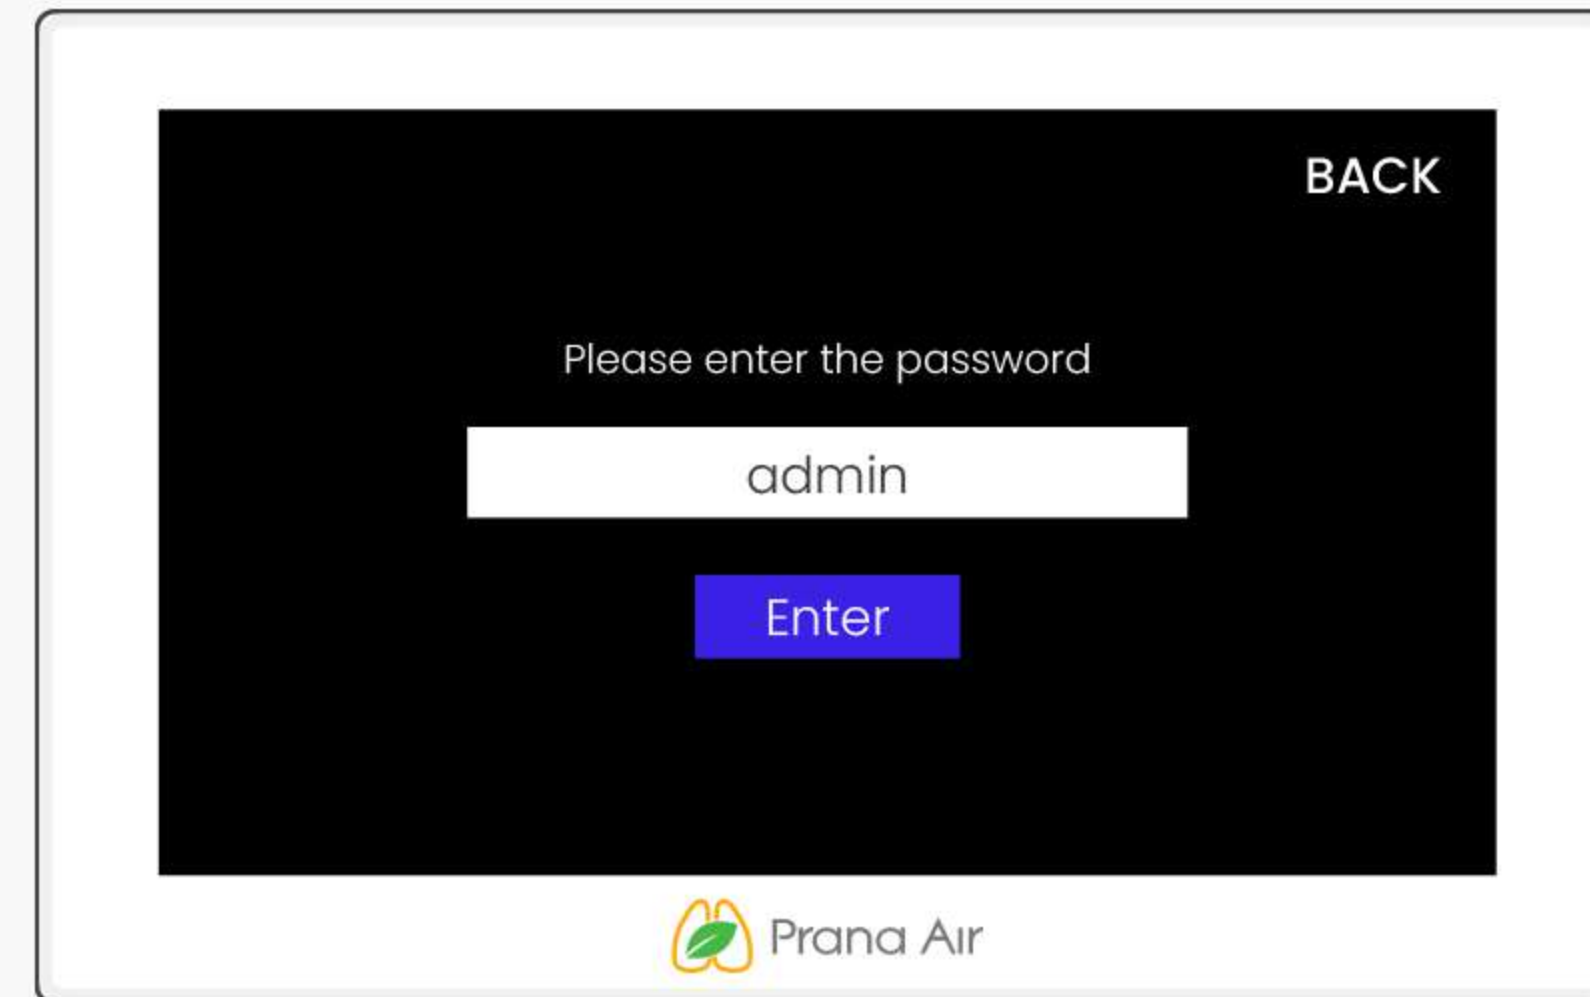 BACK
Please enter the password
admin
Enter
Prana Air